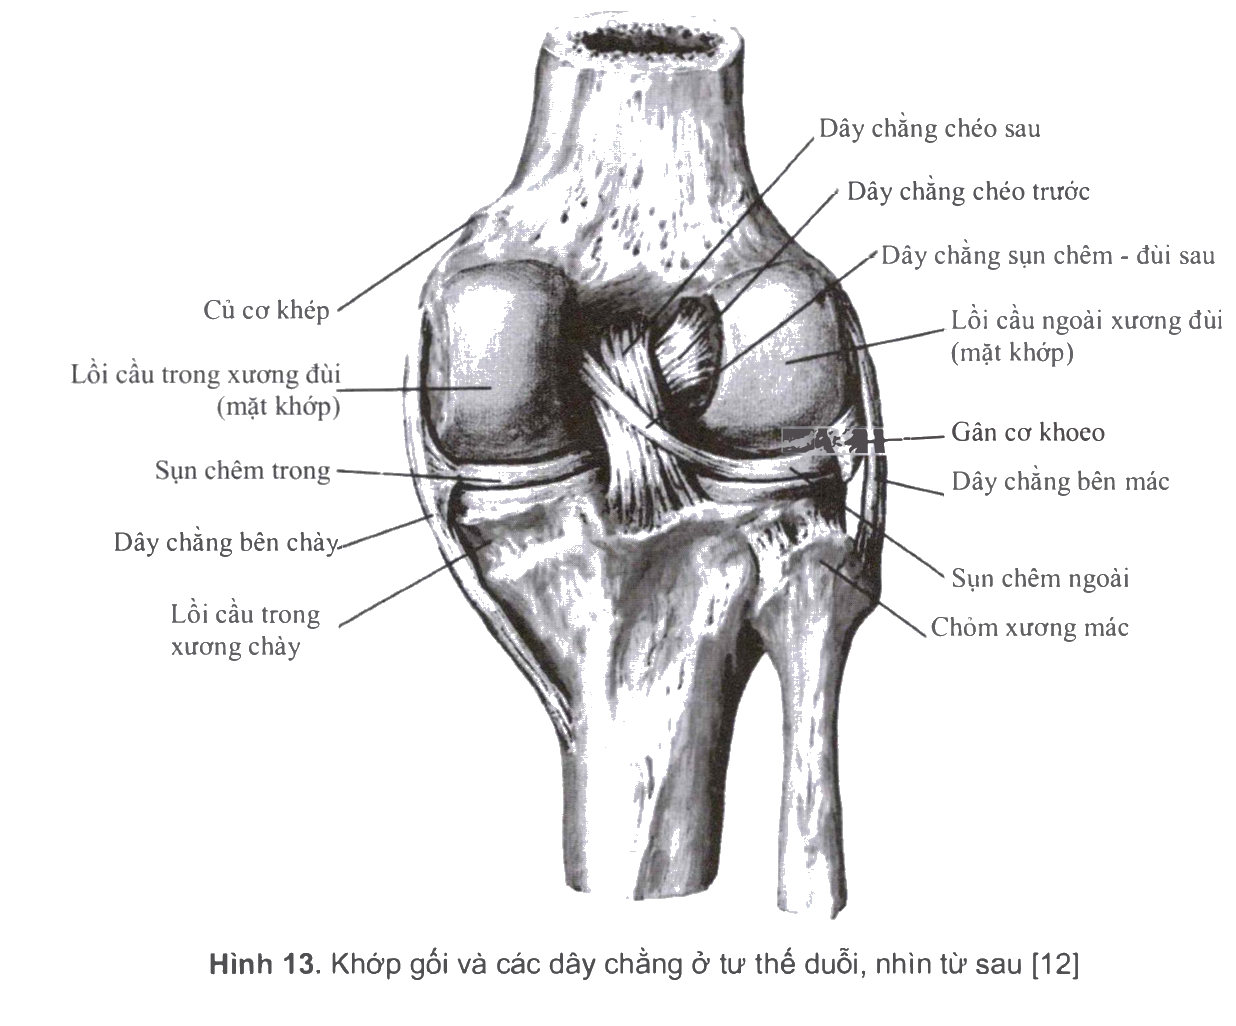 Dây chằng chéo sau
Dây chằng chéo trước
Dây chằng sụn chêm - đùi sau
Củ cơ khép
Lồi cầu ngoài xương đùi
(mặt khớp)
Lồi cầu trong xương đùi
(mặt khớp)
Gân cơ khoeo
Sụn chêm trong
Dây chằng bên mác
Dây chằng bên chày
Sụn chêm ngoài
Lồi cầu trong
xương chày
Chỏm xương mác
Hình 13. Khớp gối và các dây chằng ở tư thế duỗi, nhìn từ sau [12]